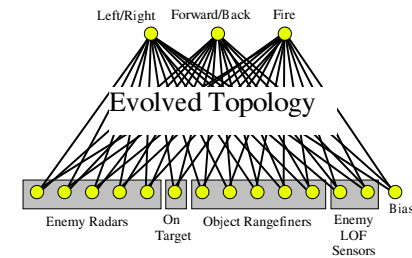 Left/Right Forward/Back Fire
Evolved Topology
Enemy Radars
On
Target
Object Rangefiners
Enemy
LOF
Sensors
Bias